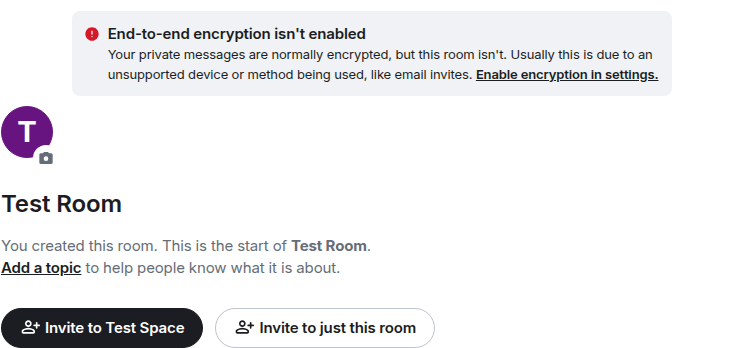 End-to-end encryption isn't enabled
Your private messages are normally encrypted, but this room isn't. Usually this is due to an
unsupported device or method being used, like email invites. Enable encryption in settings.
T
Test Room
You created this room. This is the start of Test Room.
Add a topic to help people know what it is about.
Invite to Test Space
Invite to just this room